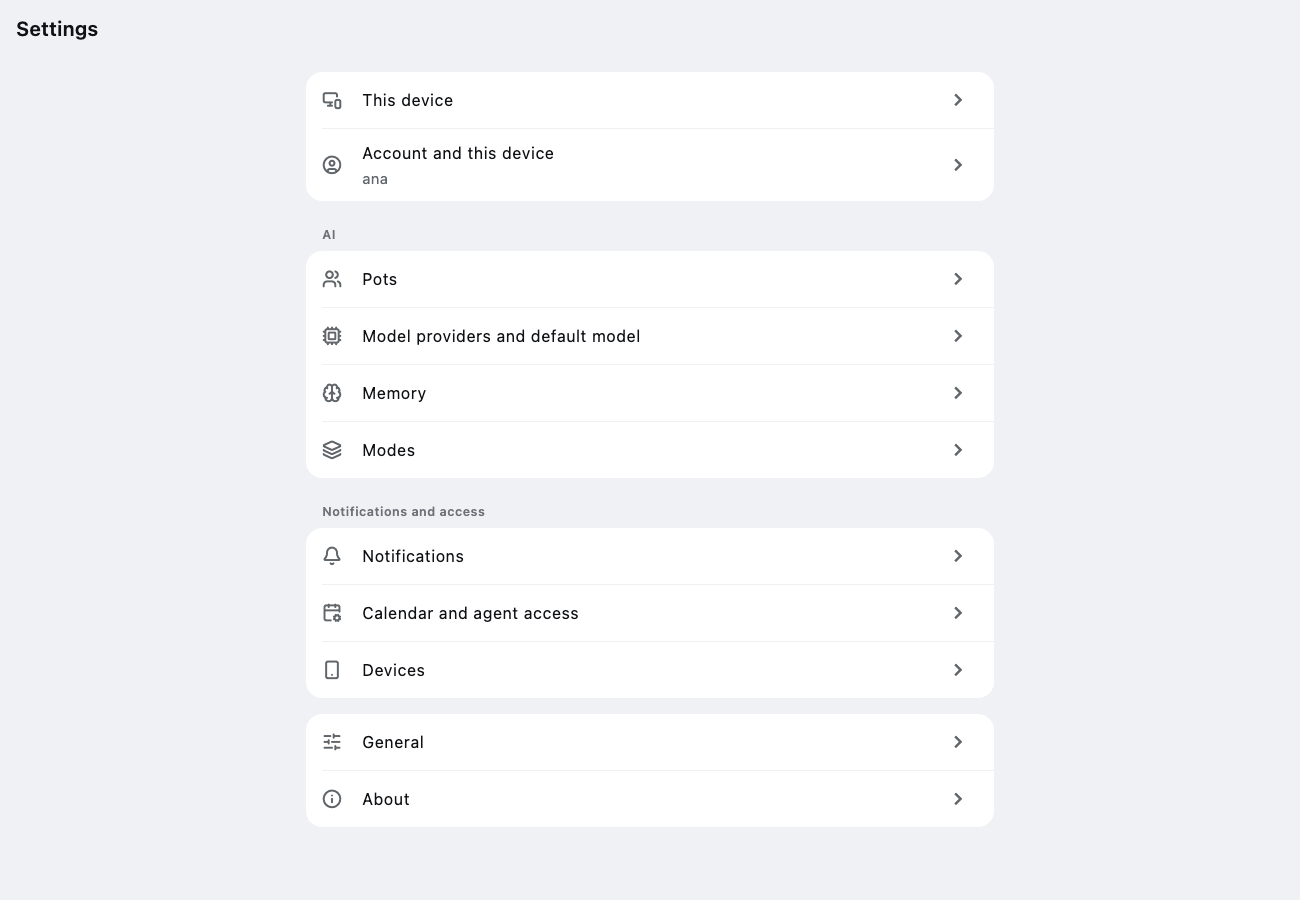 Settings
This device
Account and this device
ana
AI
Pots
Model providers and default model
Memory
Modes
Notifications and access
Notifications
Calendar and agent access
Devices
General
About